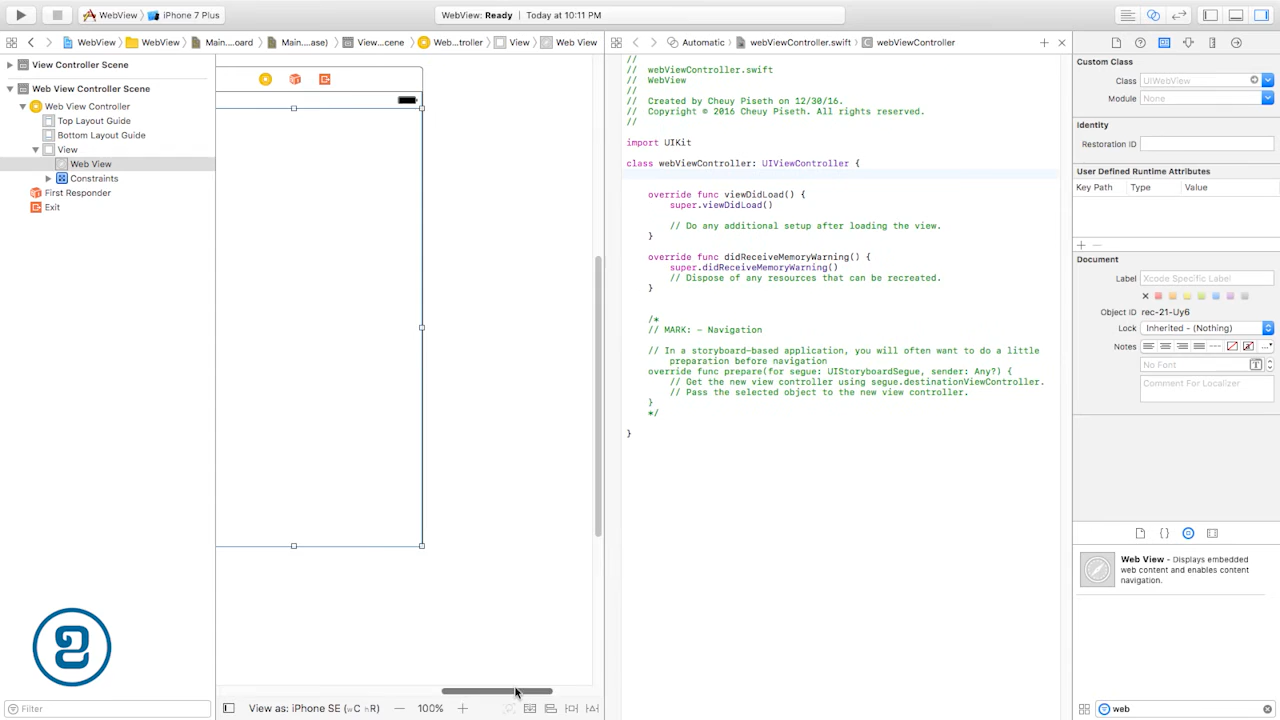 WebView
iPhone 7 Plus
WebView: Ready
Today at 10:11 PM
WebView
WebView
Main....oard
Main....ase)
View...cene
Web...troller
View
Web View
Automatic
webViewController.swift
webViewController
View Controller Scene
Web View Controller Scene
Web View Controller
Top Layout Guide
Bottom Layout Guide
View
Web View
Constraints
First Responder
Exit
Filter
View as: iPhone SE (wC hR)
100%
//
// webViewController.swift
// WebView
//
// Created by Cheuy Piseth on 12/30/16.
// Copyright © 2016 Cheuy Piseth. All rights reserved.
//
import UIKit
class webViewController: UIViewController {
override func viewDidLoad() {
super.viewDidLoad()
// Do any additional setup after loading the view.
}
override func didReceiveMemoryWarning() {
super.didReceiveMemoryWarning()
// Dispose of any resources that can be recreated.
}
/*
// MARK: - Navigation
// In a storyboard-based application, you will often want to do a little
preparation before navigation
override func prepare(for segue: UIStoryboardSegue, sender: Any?) {
// Get the new view controller using segue.destinationViewController.
// Pass the selected object to the new view controller.
}
*/
}
Custom Class
Class UIWebView
Module None
Identity
Restoration ID
User Defined Runtime Attributes
Key Path Type Value
Document
Label Xcode Specific Label
Object ID rec-21-Uy6
Lock Inherited - (Nothing)
Notes
No Font
Comment For Localizer
Web View - Displays embedded
web content and enables content
navigation.
web